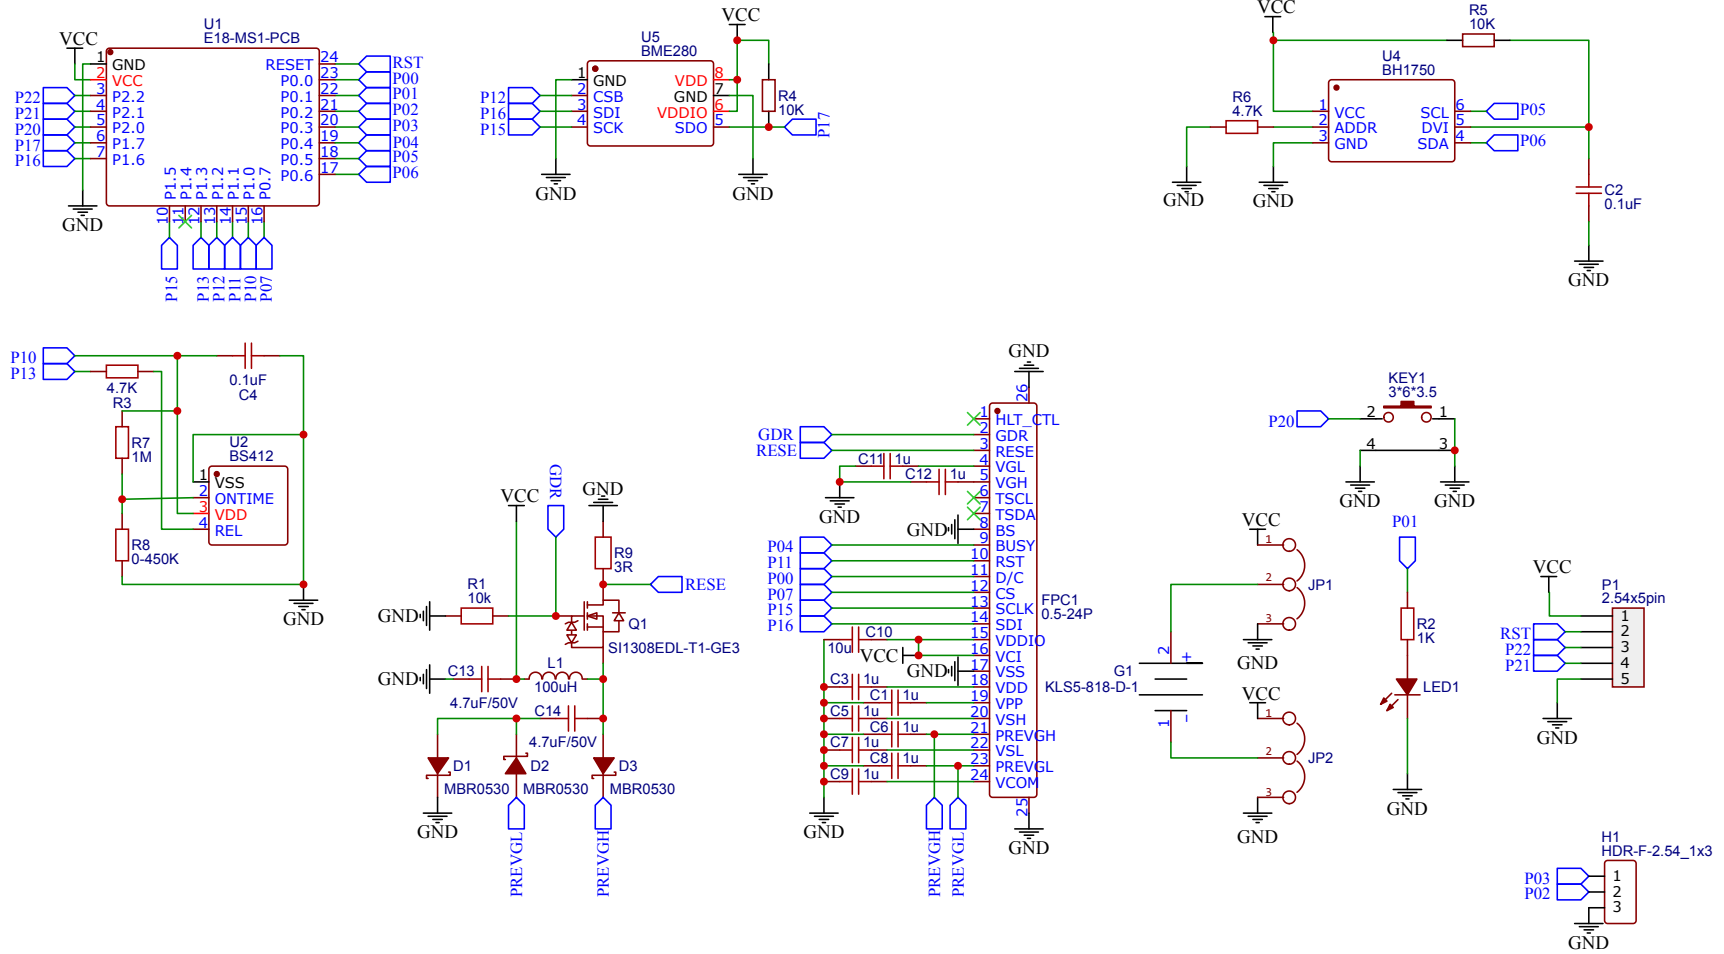 U1
E18-MS1-PCB
VCC
1 GND
2 VCC
P22 3 P2.2
P21 4 P2.1
P20 5 P2.0
P17 6 P1.7
P16 7 P1.6
RESET 24 RST
P0.0 23 P00
P0.1 22 P01
P0.2 21 P02
P0.3 20 P03
P0.4 19 P04
P0.5 18 P05
P0.6 17 P06
P1.5 P1.4 P1.3 P1.2 P1.1 P1.0 P0.7
10 11 12 13 14 15 16
GND
P15 P13 P12 P11 P10 P07
VCC
U5
BME280
1 GND
P12 2 CSB
P16 3 SDI
P15 4 SCK
VDD 8
GND 7
VDDIO 6
SDO 5
R4
10K
P17
GND
GND
VCC
R5
10K
U4
BH1750
R6
4.7K
1 VCC
2 ADDR
3 GND
SCL 6 P05
DVI 5
SDA 4 P06
C2
0.1uF
GND
GND
GND
P10
P13
4.7K
R3
0.1uF
C4
R7
1M
U2
BS412
1 VSS
2 ONTIME
3 VDD
4 REL
R8
0-450K
GND
VCC
GDR
GND
R9
3R
RESE
R1
10k
GND
Q1
SI1308EDL-T1-GE3
GND
C13
4.7uF/50V
L1
100uH
C14
4.7uF/50V
D1
MBR0530
D2
MBR0530
D3
MBR0530
GND
PREVGL
PREVGH
GND
26
1 HLT_CTL
GDR 2 GDR
RESE 3 RESE
C11 1u 4 VGL
C12 1u 5 VGH
6 TSCL
7 TSDA
GND
GND 8 BS
P04 9 BUSY
P11 10 RST
P00 11 D/C
P07 12 CS
P15 13 SCLK
P16 14 SDI
C10 10u 15 VDDIO
VCC 16 VCI
GND 17 VSS
C3 1u 18 VDD
C1 1u 19 VPP
C5 1u 20 VSH
C6 1u 21 PREVGH
C7 1u 22 VSL
C8 1u 23 PREVGL
C9 1u 24 VCOM
FPC1
0.5-24P
25
GND
PREVGH
PREVGL
GND
KEY1
3*6*3.5
P20 2 1
4 3
GND
GND
VCC
1
2
3
JP1
GND
G1
KLS5-818-D-1
2 +
1 -
VCC
1
2
3
JP2
GND
P01
R2
1K
LED1
GND
VCC
P1
2.54x5pin
1
RST 2
P22 3
P21 4
5
GND
H1
HDR-F-2.54_1x3
P03 1
P02 2
3
GND